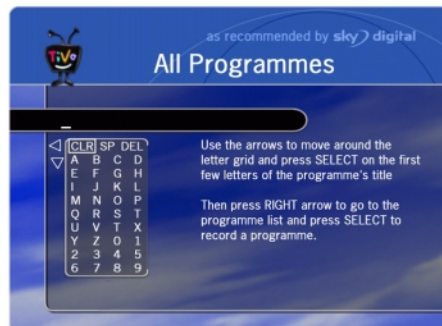 TiVo
as recommended by sky digital
All Programmes
CLR SP DEL
A B C D
E F G H
I J K L
M N O P
Q R S T
U V T X
Y Z 0 1
2 3 4 5
6 7 8 9
Use the arrows to move around the
letter grid and press SELECT on the first
few letters of the programme's title
Then press RIGHT arrow to go to the
programme list and press SELECT to
record a programme.